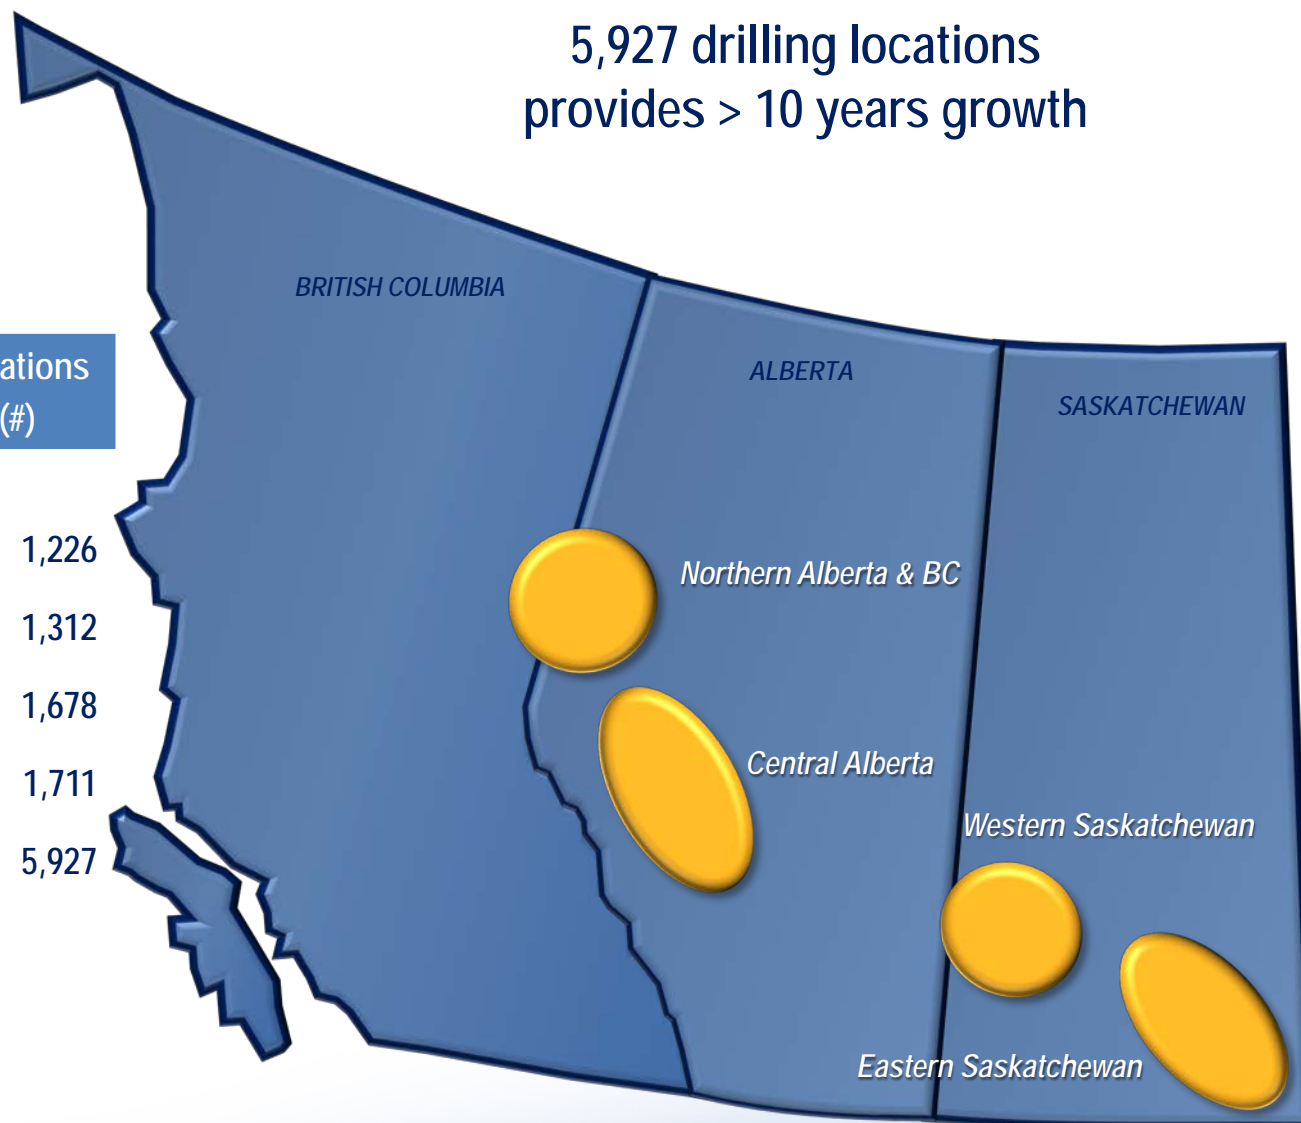 5,927 drilling locations
provides > 10 years growth
BRITISH COLUMBIA
ALBERTA
SASKATCHEWAN
ations
(#)
1,226
1,312
1,678
1,711
5,927
Northern Alberta & BC
Central Alberta
Western Saskatchewan
Eastern Saskatchewan